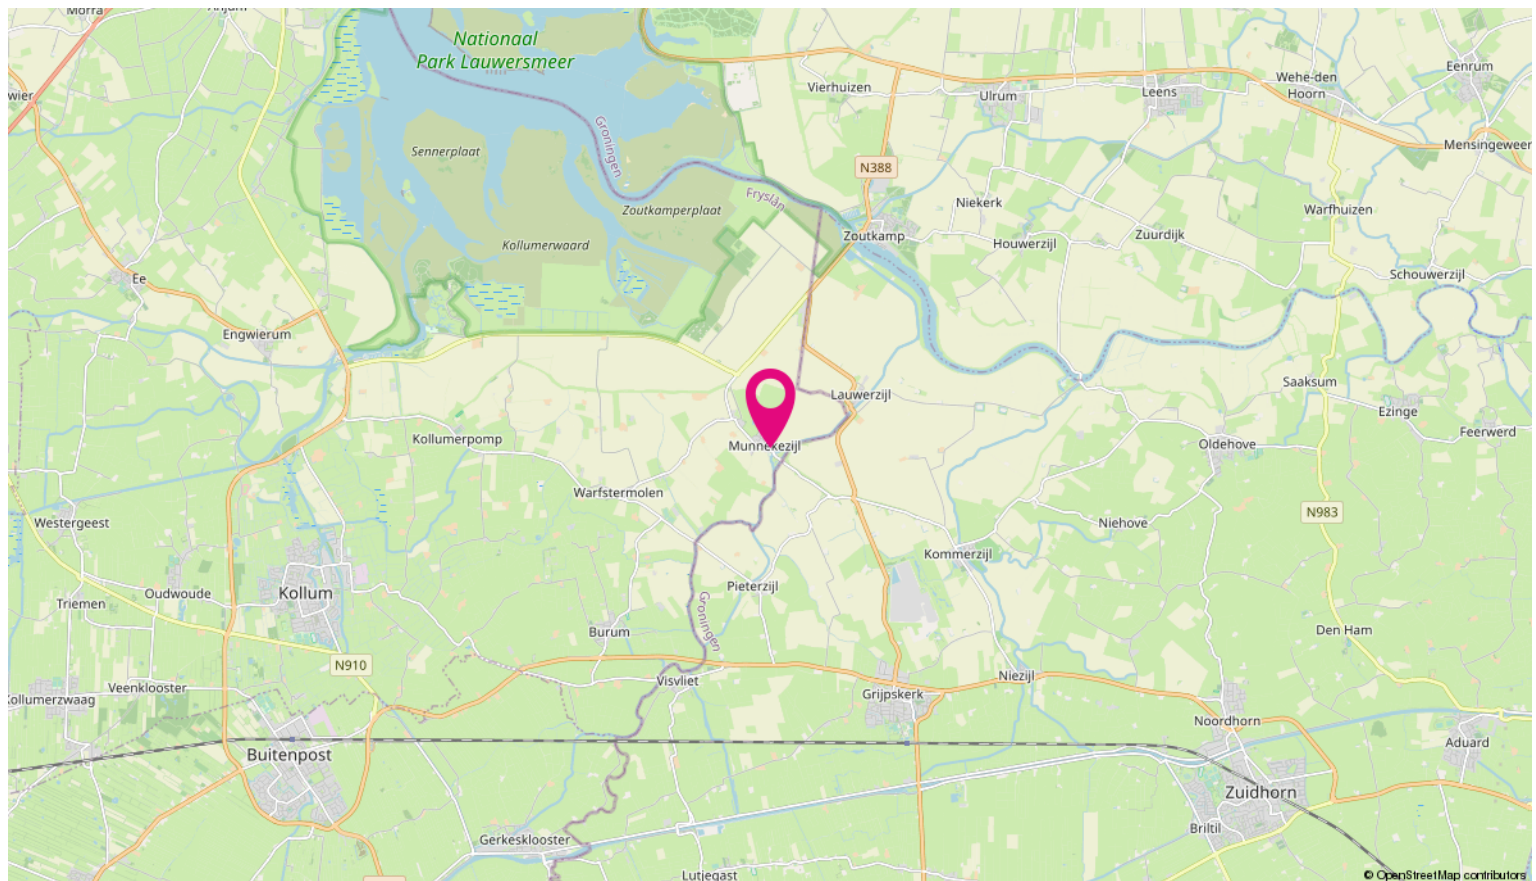 Morra
Anjum
Nationaal
Park Lauwersmeer
Eenrum
Wehe-den
Hoorn
Vierhuizen
Ulrum
Leens
wier
Groningen
Mensingeweer
Sennerplaat
N388
Fryslân
Niekerk
Zoutkamperplaat
Warfhuizen
Kollumerwaard
Zoutkamp
Houwerzijl
Zuurdijk
Ee
Schouwerzijl
Engwierum
Saaksum
Lauwerzijl
Ezinge
Feerwerd
Kollumerpomp
Munnekezijl
Oldehove
Warfstermolen
Westergeest
N983
Niehove
Kommerzijl
Kollum
Oudwoude
Pieterzijl
Triemen
Groningen
Burum
Den Ham
N910
Visvliet
Niezijl
Veenklooster
Kollumerzwaag
Grijpskerk
Noordhorn
Buitenpost
Aduard
Zuidhorn
Briltil
Gerkesklooster
Lutjegast
© OpenStreetMap contributors